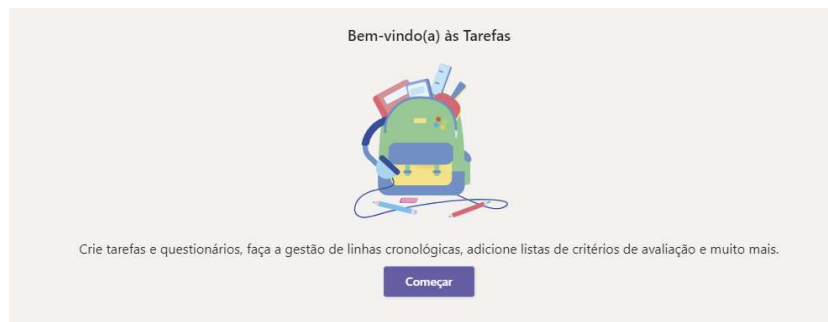 Bem-vindo(a) às Tarefas
Crie tarefas e questionários, faça a gestão de linhas cronológicas, adicione listas de critérios de avaliação e muito mais.
Começar